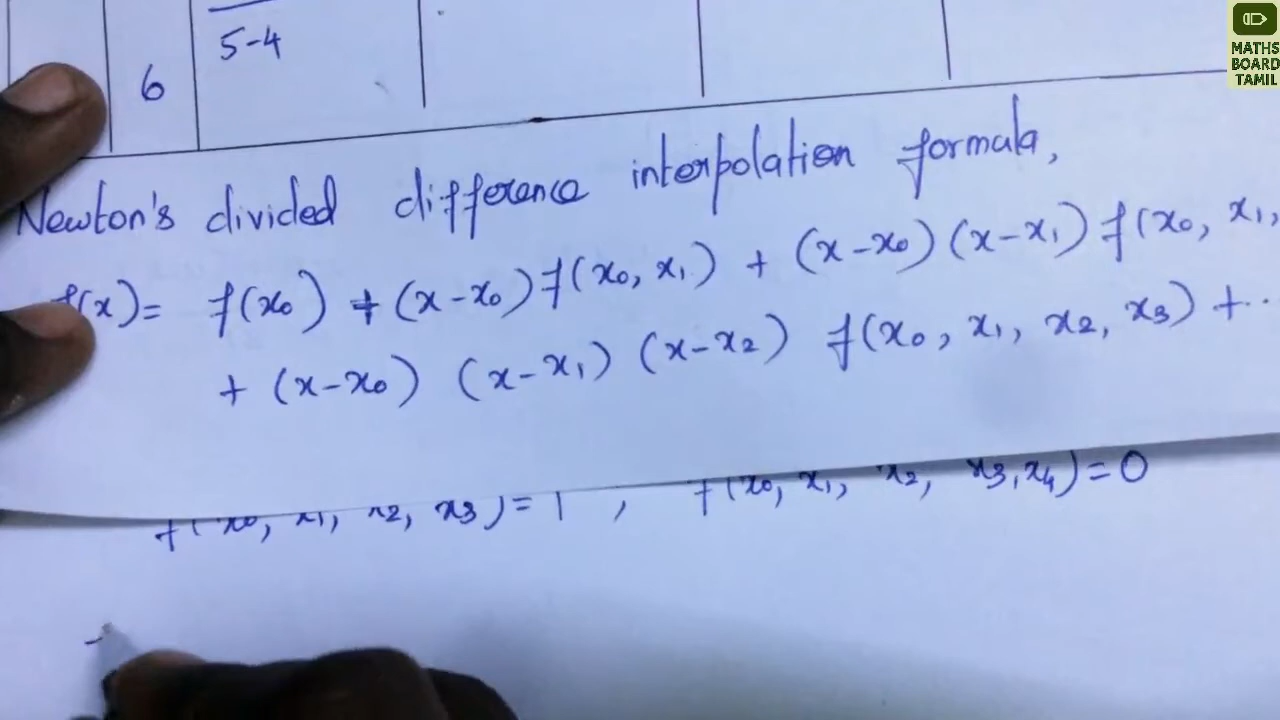 MATHS
BOARD
TAMIL
5-4
6
Newton's divided difference interpolation formula,
f(x)= f(x₀) + (x-x₀) f(x₀, x₁) + (x-x₀) (x-x₁) f(x₀, x₁,
+ (x-x₀) (x-x₁) (x-x₂) f(x₀, x₁, x₂, x₃) + ..
f(x₀, x₁, x₂, x₃) = 1 , f(x₀, x₁, x₂, x₃, x₄) = 0